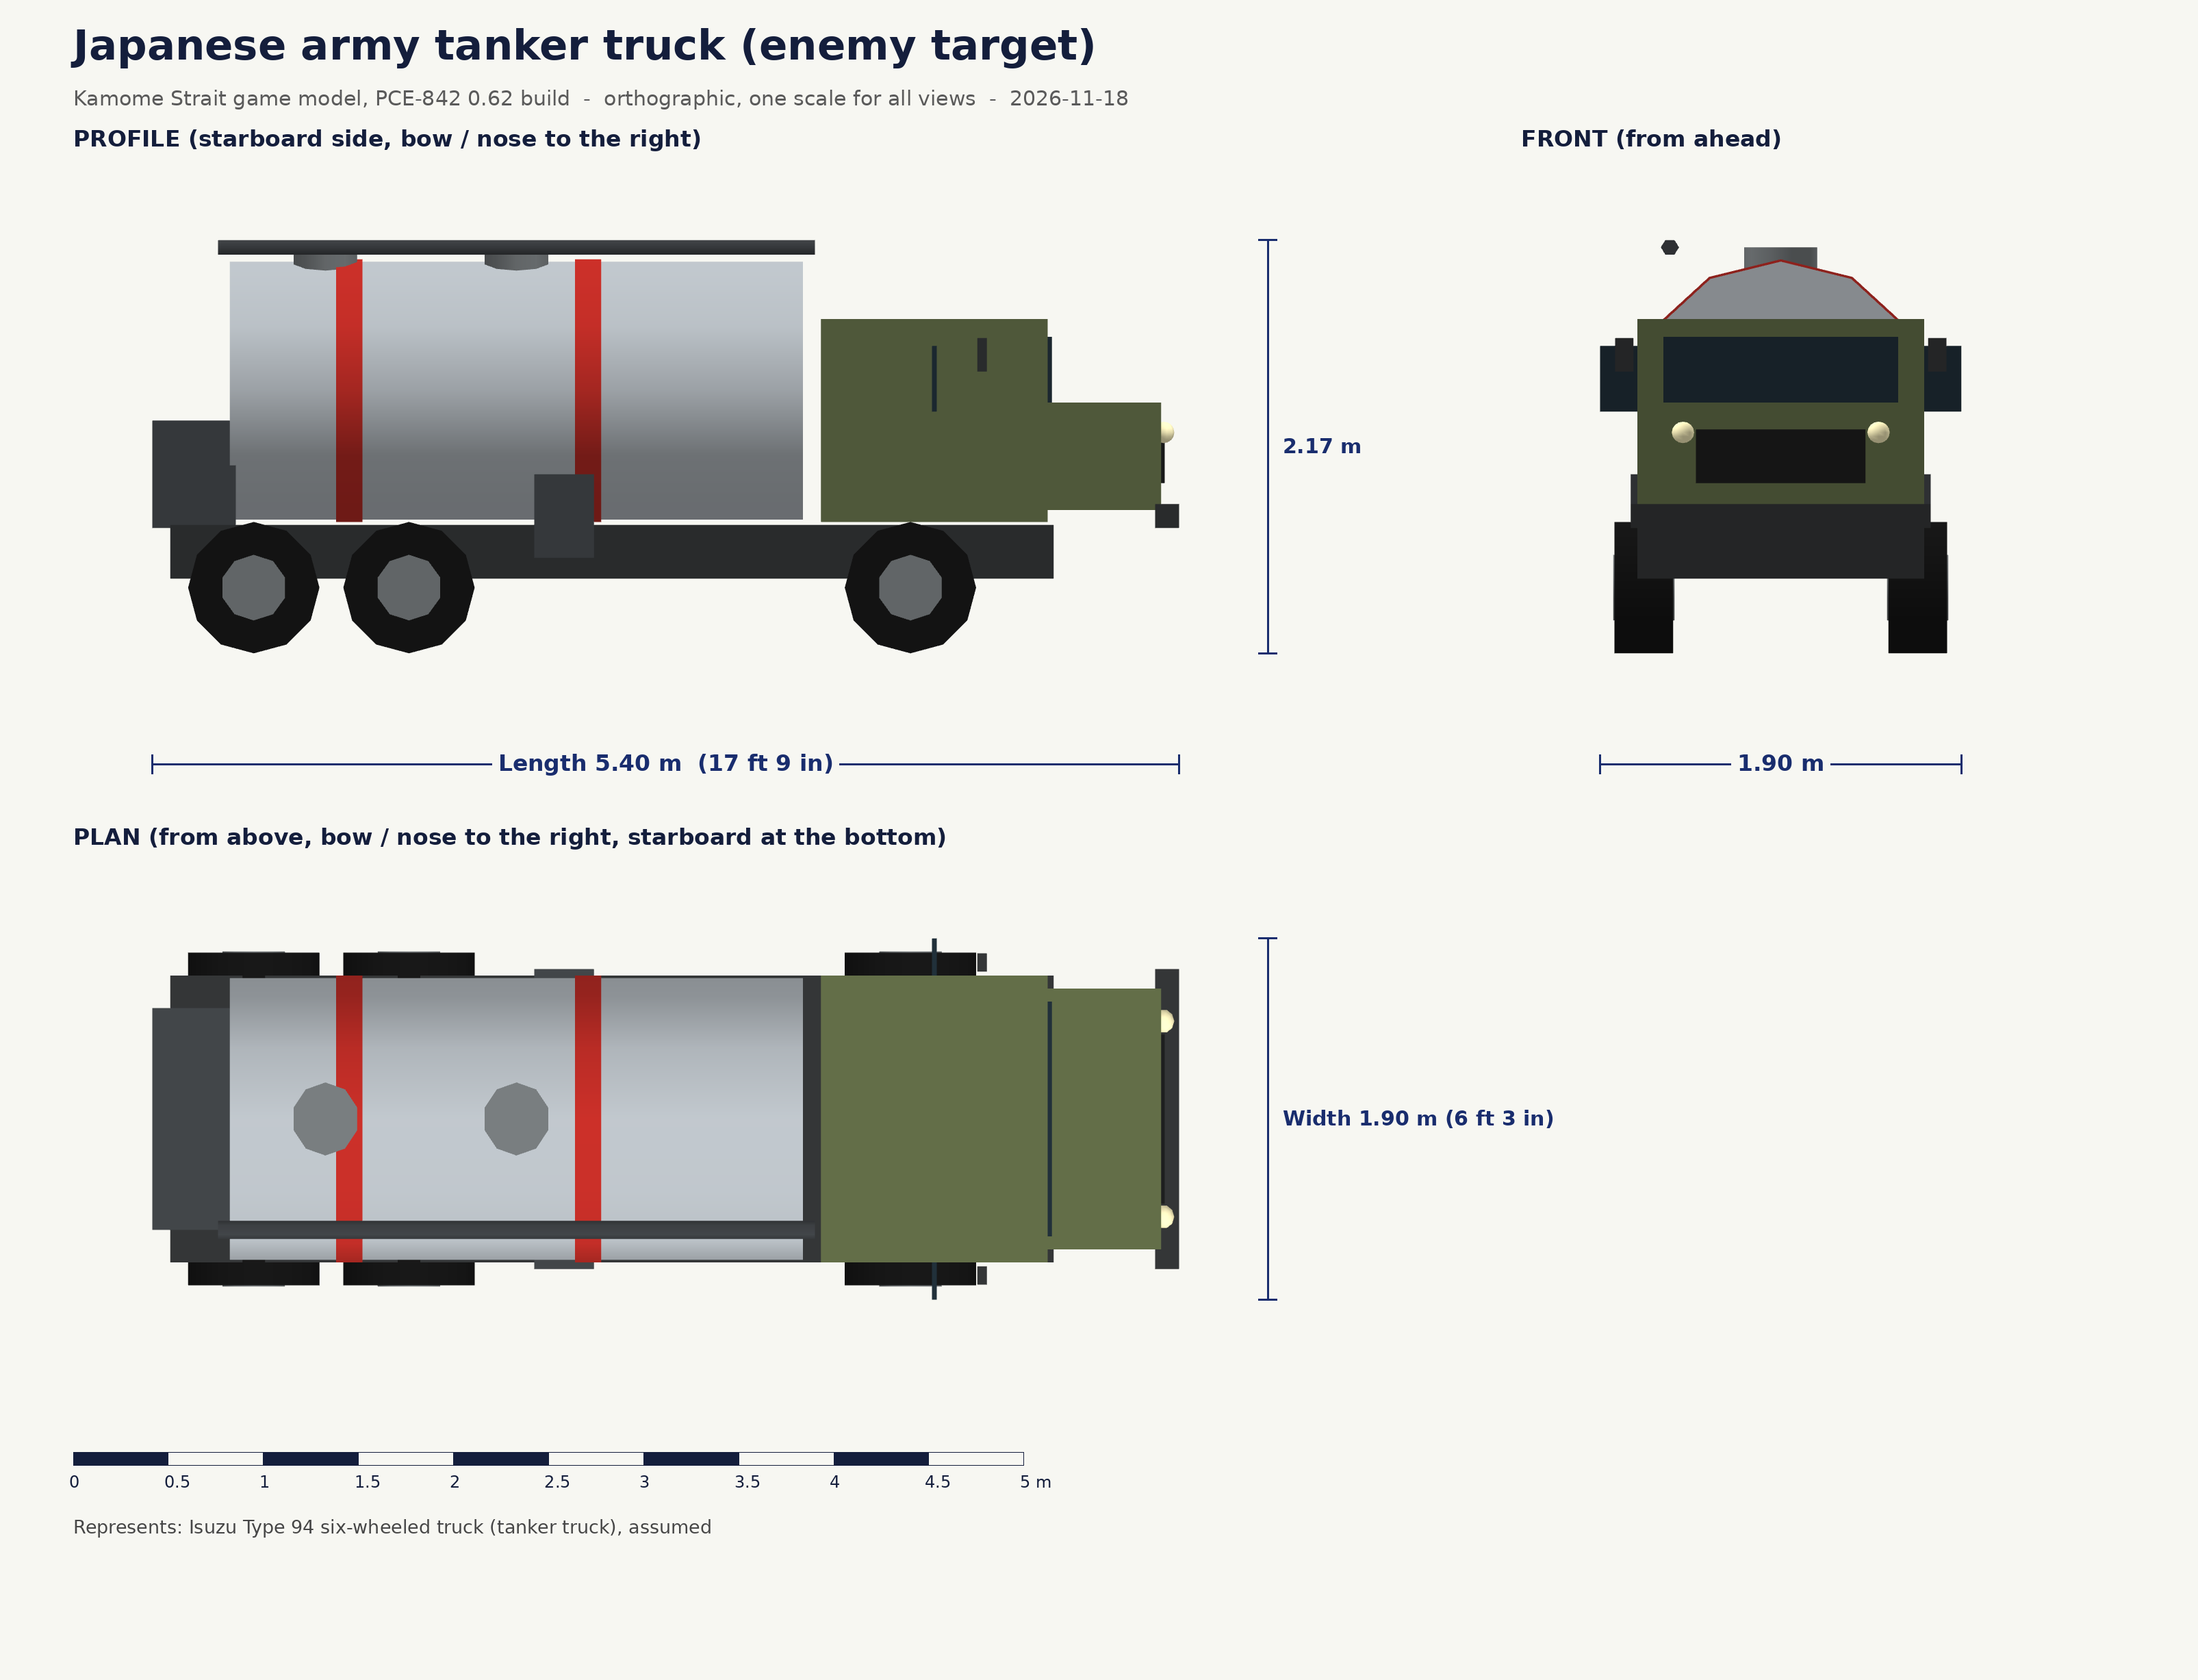 Japanese army tanker truck (enemy target)
Kamome Strait game model, PCE-842 0.62 build - orthographic, one scale for all views - 2026-11-18
PROFILE (starboard side, bow / nose to the right)
FRONT (from ahead)
2.17 m
Length 5.40 m (17 ft 9 in)
1.90 m
PLAN (from above, bow / nose to the right, starboard at the bottom)
Width 1.90 m (6 ft 3 in)
0 0.5 1 1.5 2 2.5 3 3.5 4 4.5 5 m
Represents: Isuzu Type 94 six-wheeled truck (tanker truck), assumed